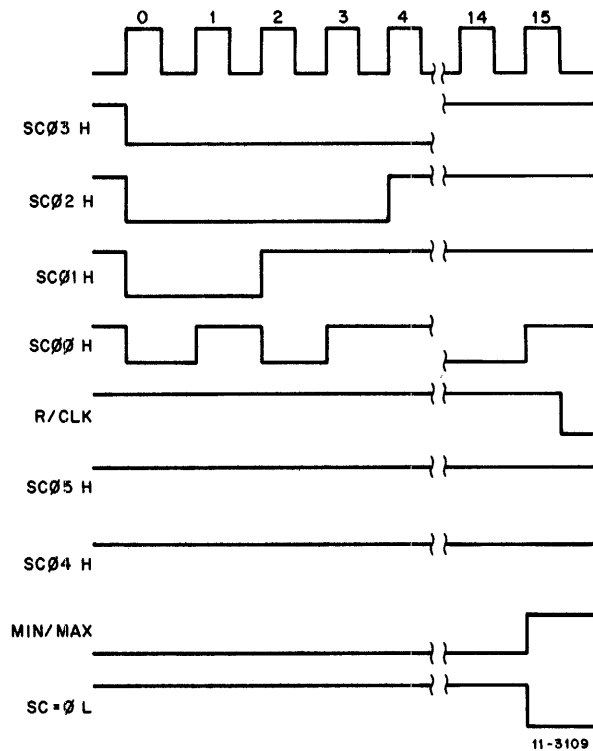 0 1 2 3 4 14 15
SCØ3 H
SCØ2 H
SCØ1 H
SCØØ H
R/CLK
SCØ5 H
SCØ4 H
MIN/MAX
SC=Ø L
11-3109